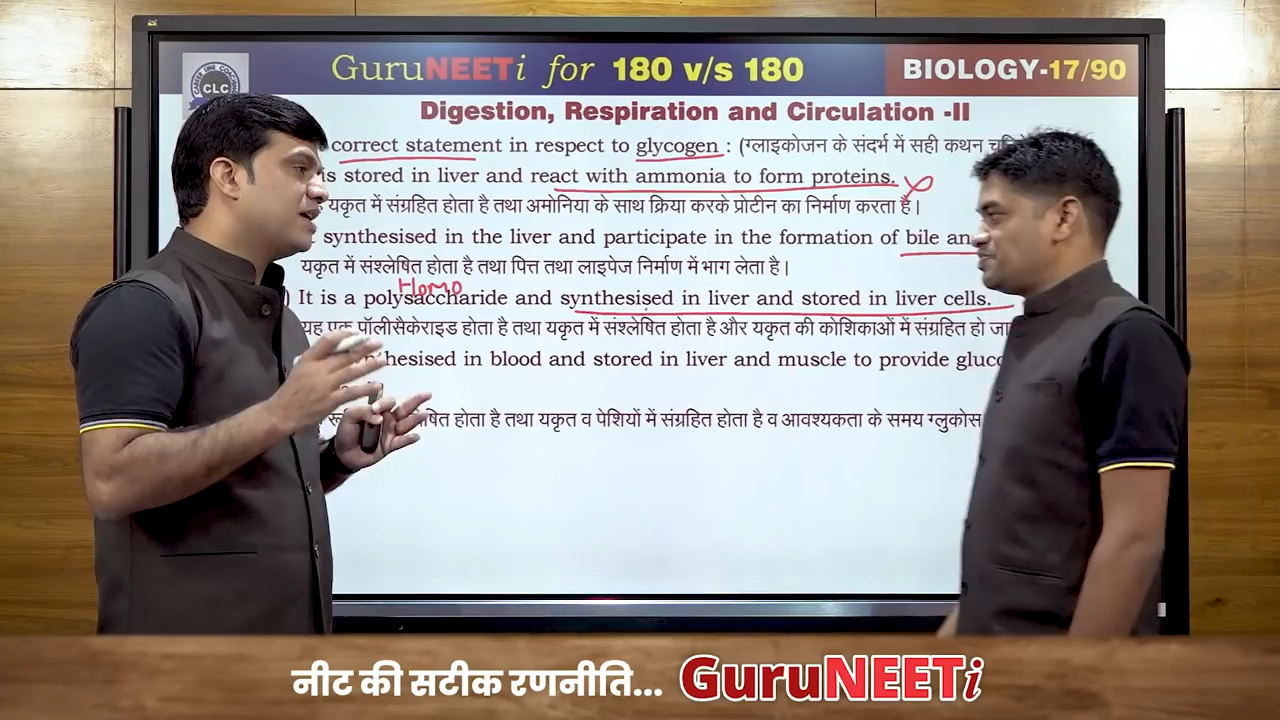 GuruNEETi for 180 v/s 180
BIOLOGY-17/90
CLC
Digestion, Respiration and Circulation -II
correct statement in respect to glycogen : (ग्लाइकोजन के संदर्भ में सही कथन
is stored in liver and react with ammonia to form proteins.
यकृत में संग्रहित होता है तथा अमोनिया के साथ क्रिया करके प्रोटीन का निर्माण करता है।
synthesised in the liver and participate in the formation of bile
यकृत में संश्लेषित होता है तथा पित्त तथा लाइपेज निर्माण में भाग लेता है।
Homo
) It is a polysaccharide and synthesised in liver and stored in liver cells.
यह एक पॉलीसैकेराइड होता है तथा यकृत में संश्लेषित होता है और यकृत की कोशिकाओं में संग्रहित हो
in blood and stored in liver and muscle to provide
होता है तथा यकृत व पेशियों में संग्रहित होता है व आवश्यकता के समय ग्लुकोस
नीट की सटीक रणनीति... GuruNEETi